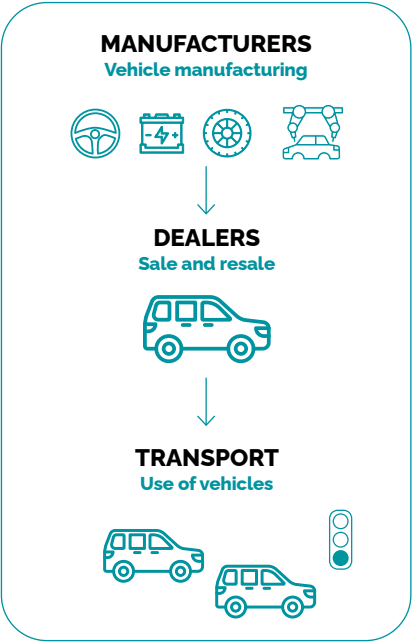 MANUFACTURERS
Vehicle manufacturing
DEALERS
Sale and resale
TRANSPORT
Use of vehicles